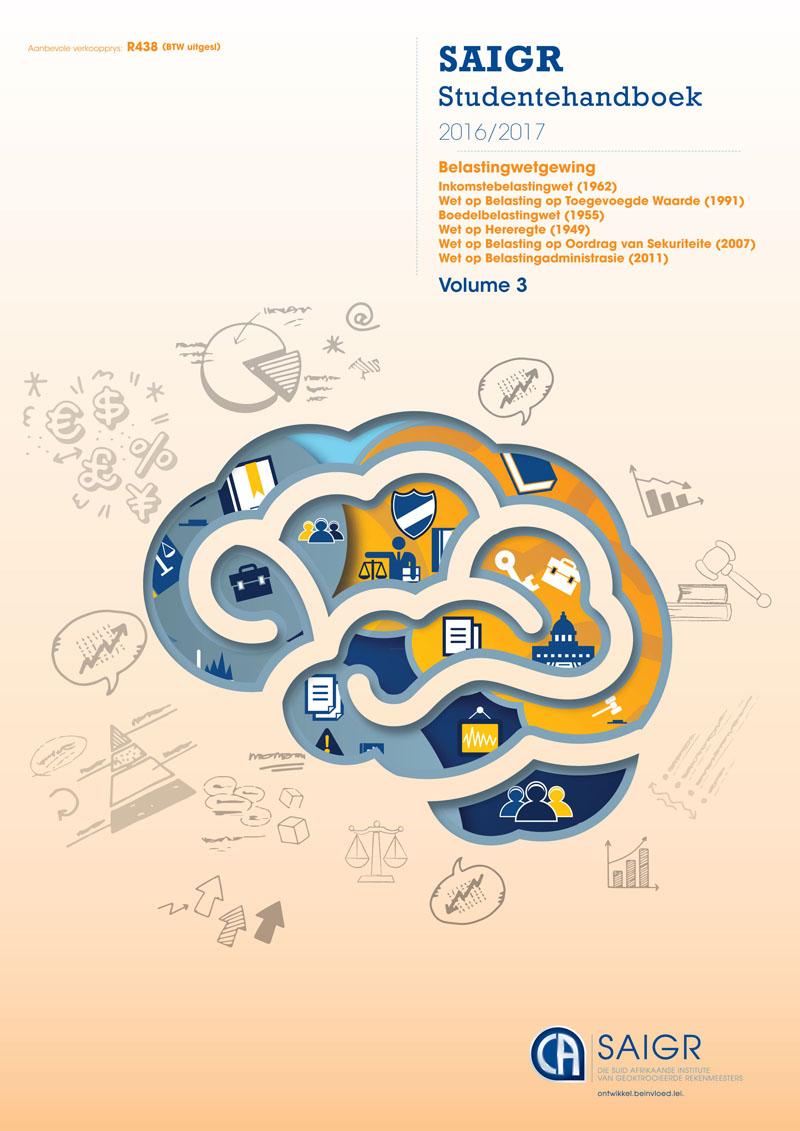 Aanbevole verkoopprys: R438 (BTW uitgesl)
SAIGR
Studentehandboek
2016/2017
Belastingwetgewing
Inkomstebelastingwet (1962)
Wet op Belasting op Toegevoegde Waarde (1991)
Boedelbelastingwet (1955)
Wet op Hereregte (1949)
Wet op Belasting op Oordrag van Sekuriteite (2007)
Wet op Belastingadministrasie (2011)
Volume 3
CA
SAIGR
DIE SUID AFRIKAANSE INSTITUTE
VAN GEOKTROOIEERDE REKENMEESTERS
ontwikkel.beinvloed.lei.